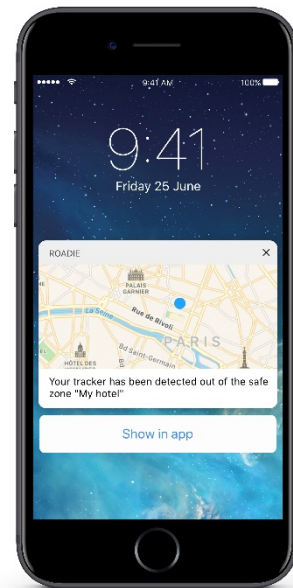 9:41 AM
100%
9:41
Friday 25 June
ROADIE
PALAIS
GARNIER
La Seine
Rue de Rivoli
PARIS
Bd Saint-Germain
HÔTEL DES
Your tracker has been detected out of the safe
zone "My hotel"
Show in app